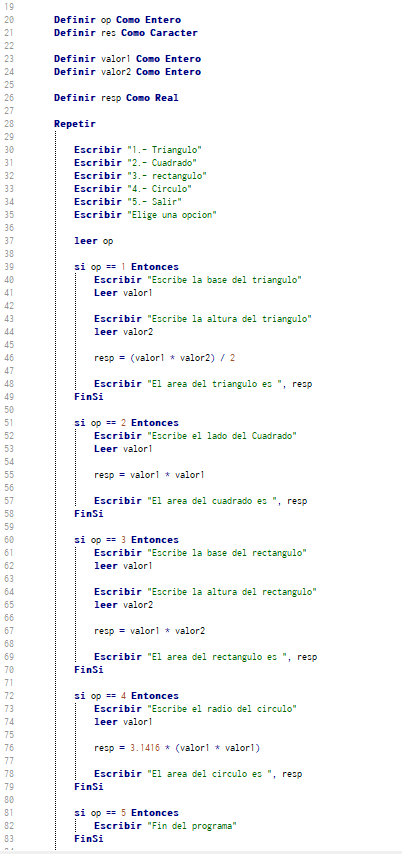 19
20 Definir op Como Entero
21 Definir res Como Caracter
22
23 Definir valor1 Como Entero
24 Definir valor2 Como Entero
25
26 Definir resp Como Real
27
28 Repetir
29
30 Escribir "1.- Triangulo"
31 Escribir "2.- Cuadrado"
32 Escribir "3.- rectangulo"
33 Escribir "4.- Circulo"
34 Escribir "5.- Salir"
35 Escribir "Elige una opcion"
36
37 leer op
38
39 si op == 1 Entonces
40 Escribir "Escribe la base del triangulo"
41 Leer valor1
42
43 Escribir "Escribe la altura del triangulo"
44 leer valor2
45
46 resp = (valor1 * valor2) / 2
47
48 Escribir "El area del triangulo es ", resp
49 FinSi
50
51 si op == 2 Entonces
52 Escribir "Escribe el lado del Cuadrado"
53 Leer valor1
54
55 resp = valor1 * valor1
56
57 Escribir "El area del cuadrado es ", resp
58 FinSi
59
60 si op == 3 Entonces
61 Escribir "Escribe la base del rectangulo"
62 leer valor1
63
64 Escribir "Escribe la altura del rectangulo"
65 leer valor2
66
67 resp = valor1 * valor2
68
69 Escribir "El area del rectangulo es ", resp
70 FinSi
71
72 si op == 4 Entonces
73 Escribir "Escribe el radio del circulo"
74 leer valor1
75
76 resp = 3.1416 * (valor1 * valor1)
77
78 Escribir "El area del circulo es ", resp
79 FinSi
80
81 si op == 5 Entonces
82 Escribir "Fin del programa"
83 FinSi